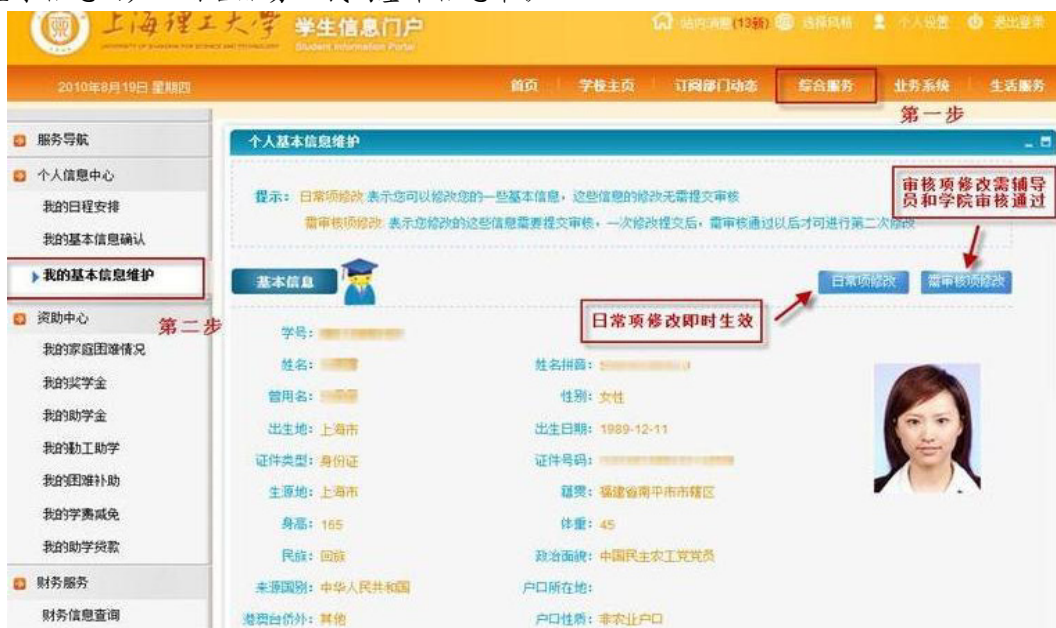 上海理工大学 学生信息门户
UNIVERSITY OF SHANGHAI FOR SCIENCE AND TECHNOLOGY Student Information Portal
站内消息(13新) 选择风格 个人设置 退出登录
2010年8月19日 星期四
首页 学校主页 订阅部门动态 综合服务 业务系统 生活服务
第一步
服务导航
个人信息中心
我的日程安排
我的基本信息确认
我的基本信息维护
第二步
资助中心
我的家庭困难情况
我的奖学金
我的助学金
我的勤工助学
我的困难补助
我的学费减免
我的助学贷款
财务服务
财务信息查询
个人基本信息维护
提示: 日常项修改 表示您可以修改您的一些基本信息,这些信息的修改无需提交审核
需审核项修改 表示您修改的这些信息需要提交审核,一次修改提交后,需审核通过以后才可进行第二次修改
审核项修改需辅导
员和学院审核通过
基本信息
日常项修改 需审核项修改
日常项修改即时生效
学号:
姓名: 姓名拼音:
曾用名: 性别: 女性
出生地: 上海市 出生日期: 1989-12-11
证件类型: 身份证 证件号码:
生源地: 上海市 籍贯: 福建省南平市市辖区
身高: 165 体重: 45
民族: 回族 政治面貌: 中国民主农工党党员
来源国别: 中华人民共和国 户口所在地:
港澳台侨外: 其他 户口性质: 非农业户口